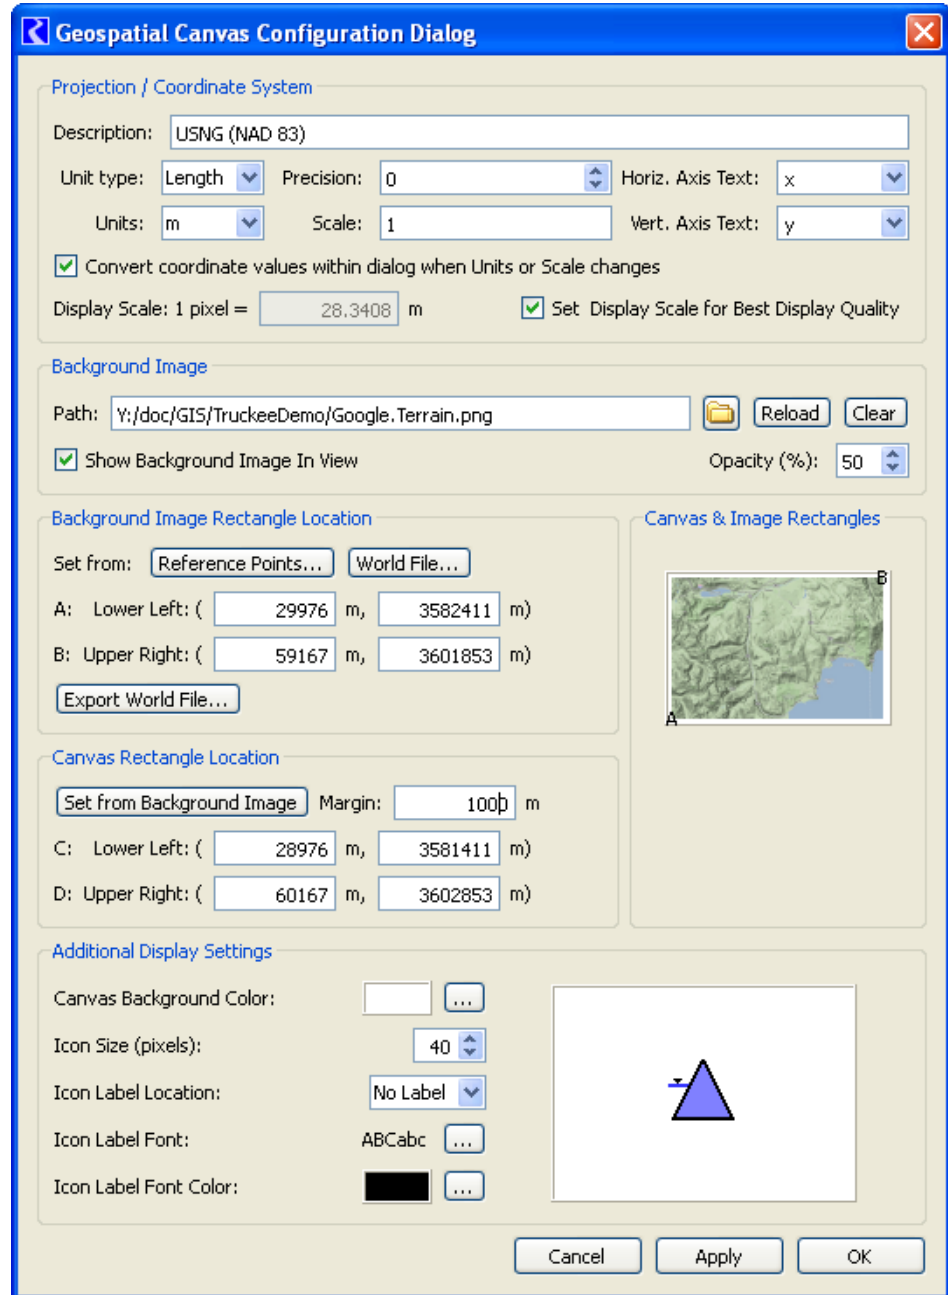 Geospatial Canvas Configuration Dialog
Projection / Coordinate System
Description: USNG (NAD 83)
Unit type: Length Precision: 0 Horiz. Axis Text: x
Units: m Scale: 1 Vert. Axis Text: y
Convert coordinate values within dialog when Units or Scale changes
Display Scale: 1 pixel = 28.3408 m Set Display Scale for Best Display Quality
Background Image
Path: Y:/doc/GIS/TruckeeDemo/Google.Terrain.png Reload Clear
Show Background Image In View Opacity (%): 50
Background Image Rectangle Location
Set from: Reference Points... World File...
A: Lower Left: ( 29976 m, 3582411 m)
B: Upper Right: ( 59167 m, 3601853 m)
Export World File...
Canvas & Image Rectangles
B
A
Canvas Rectangle Location
Set from Background Image Margin: 1000 m
C: Lower Left: ( 28976 m, 3581411 m)
D: Upper Right: ( 60167 m, 3602853 m)
Additional Display Settings
Canvas Background Color: ...
Icon Size (pixels): 40
Icon Label Location: No Label
Icon Label Font: ABCabc ...
Icon Label Font Color: ...
Cancel Apply OK